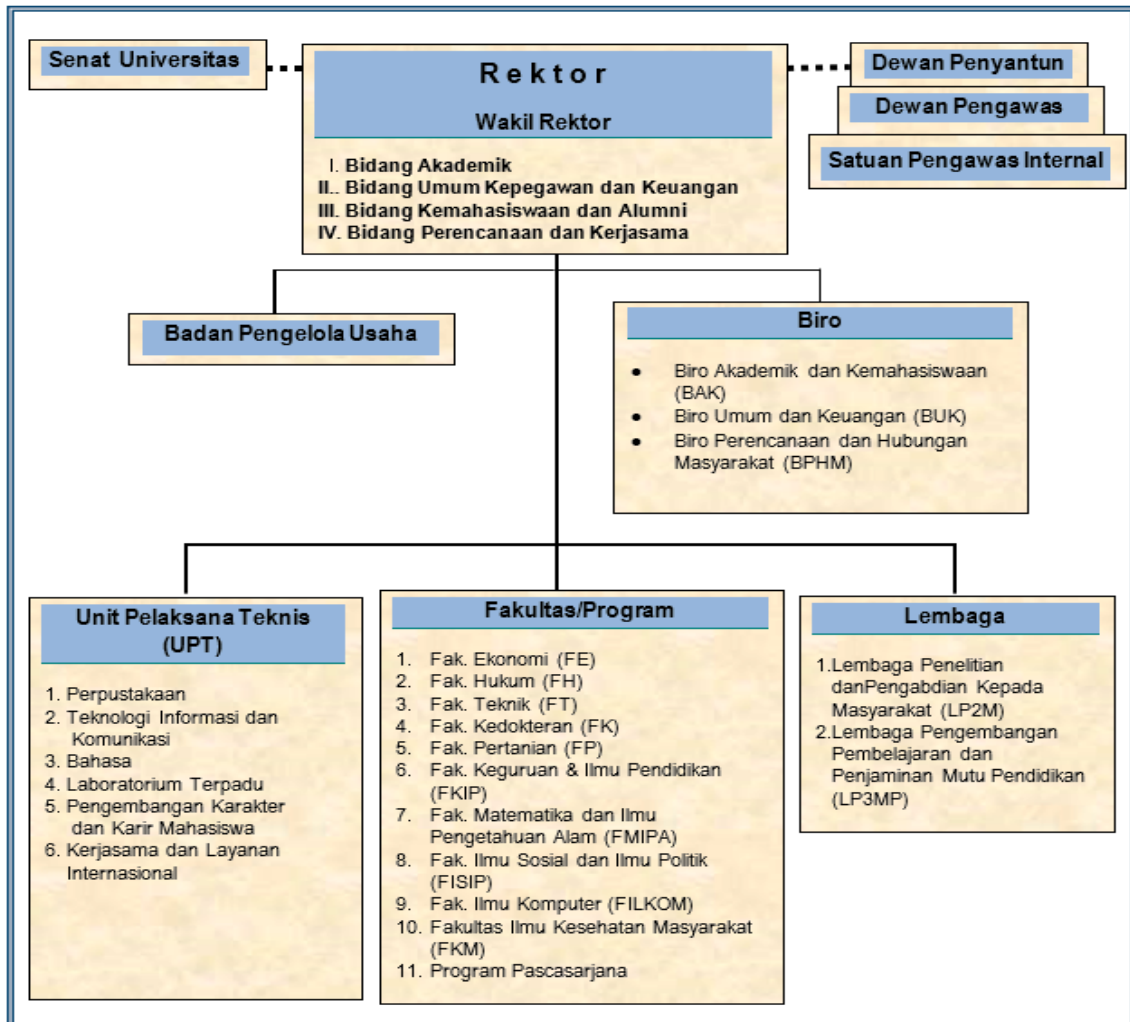 Senat Universitas
Rektor
Wakil Rektor
I. Bidang Akademik
II.. Bidang Umum Kepegawan dan Keuangan
III. Bidang Kemahasiswaan dan Alumni
IV. Bidang Perencanaan dan Kerjasama
Dewan Penyantun
Dewan Pengawas
Satuan Pengawas Internal
Badan Pengelola Usaha
Biro
• Biro Akademik dan Kemahasiswaan
(BAK)
• Biro Umum dan Keuangan (BUK)
• Biro Perencanaan dan Hubungan
Masyarakat (BPHM)
Unit Pelaksana Teknis
(UPT)
1. Perpustakaan
2. Teknologi Informasi dan
Komunikasi
3. Bahasa
4. Laboratorium Terpadu
5. Pengembangan Karakter
dan Karir Mahasiswa
6. Kerjasama dan Layanan
Internasional
Fakultas/Program
1. Fak. Ekonomi (FE)
2. Fak. Hukum (FH)
3. Fak. Teknik (FT)
4. Fak. Kedokteran (FK)
5. Fak. Pertanian (FP)
6. Fak. Keguruan & Ilmu Pendidikan
(FKIP)
7. Fak. Matematika dan Ilmu
Pengetahuan Alam (FMIPA)
8. Fak. Ilmu Sosial dan Ilmu Politik
(FISIP)
9. Fak. Ilmu Komputer (FILKOM)
10. Fakultas Ilmu Kesehatan Masyarakat
(FKM)
11. Program Pascasarjana
Lembaga
1.Lembaga Penelitian
danPengabdian Kepada
Masyarakat (LP2M)
2.Lembaga Pengembangan
Pembelajaran dan
Penjaminan Mutu Pendidikan
(LP3MP)